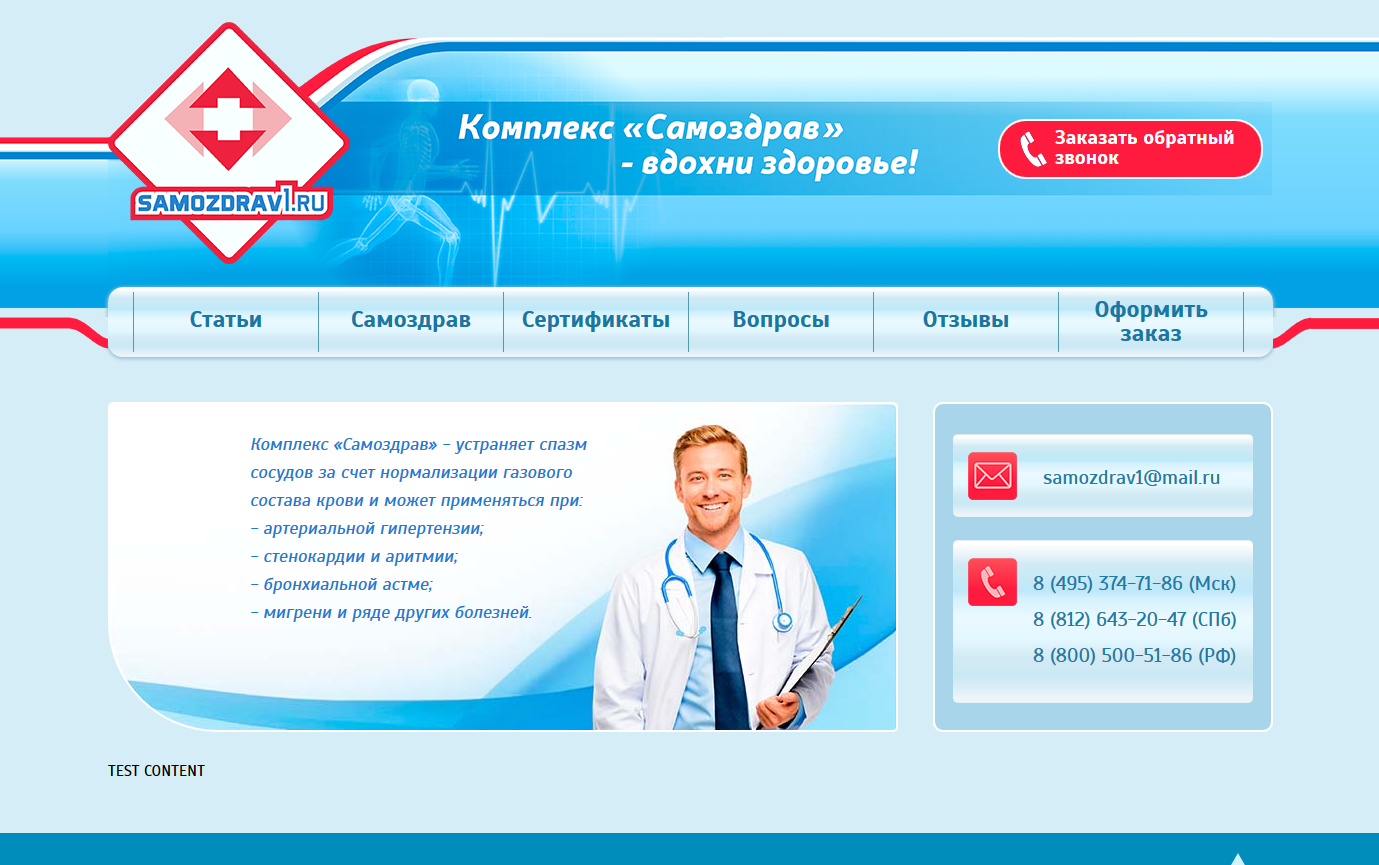 SAMOZDRAV1.RU
Комплекс «Самоздрав»
- вдохни здоровье!
Заказать обратный
звонок
Статьи
Самоздрав
Сертификаты
Вопросы
Отзывы
Оформить
заказ
Комплекс «Самоздрав» - устраняет спазм
сосудов за счет нормализации газового
состава крови и может применяться при:
- артериальной гипертензии;
- стенокардии и аритмии;
- бронхиальной астме;
- мигрени и ряде других болезней.
samozdrav1@mail.ru
8 (495) 374-71-86 (Мск)
8 (812) 643-20-47 (СПб)
8 (800) 500-51-86 (РФ)
TEST CONTENT